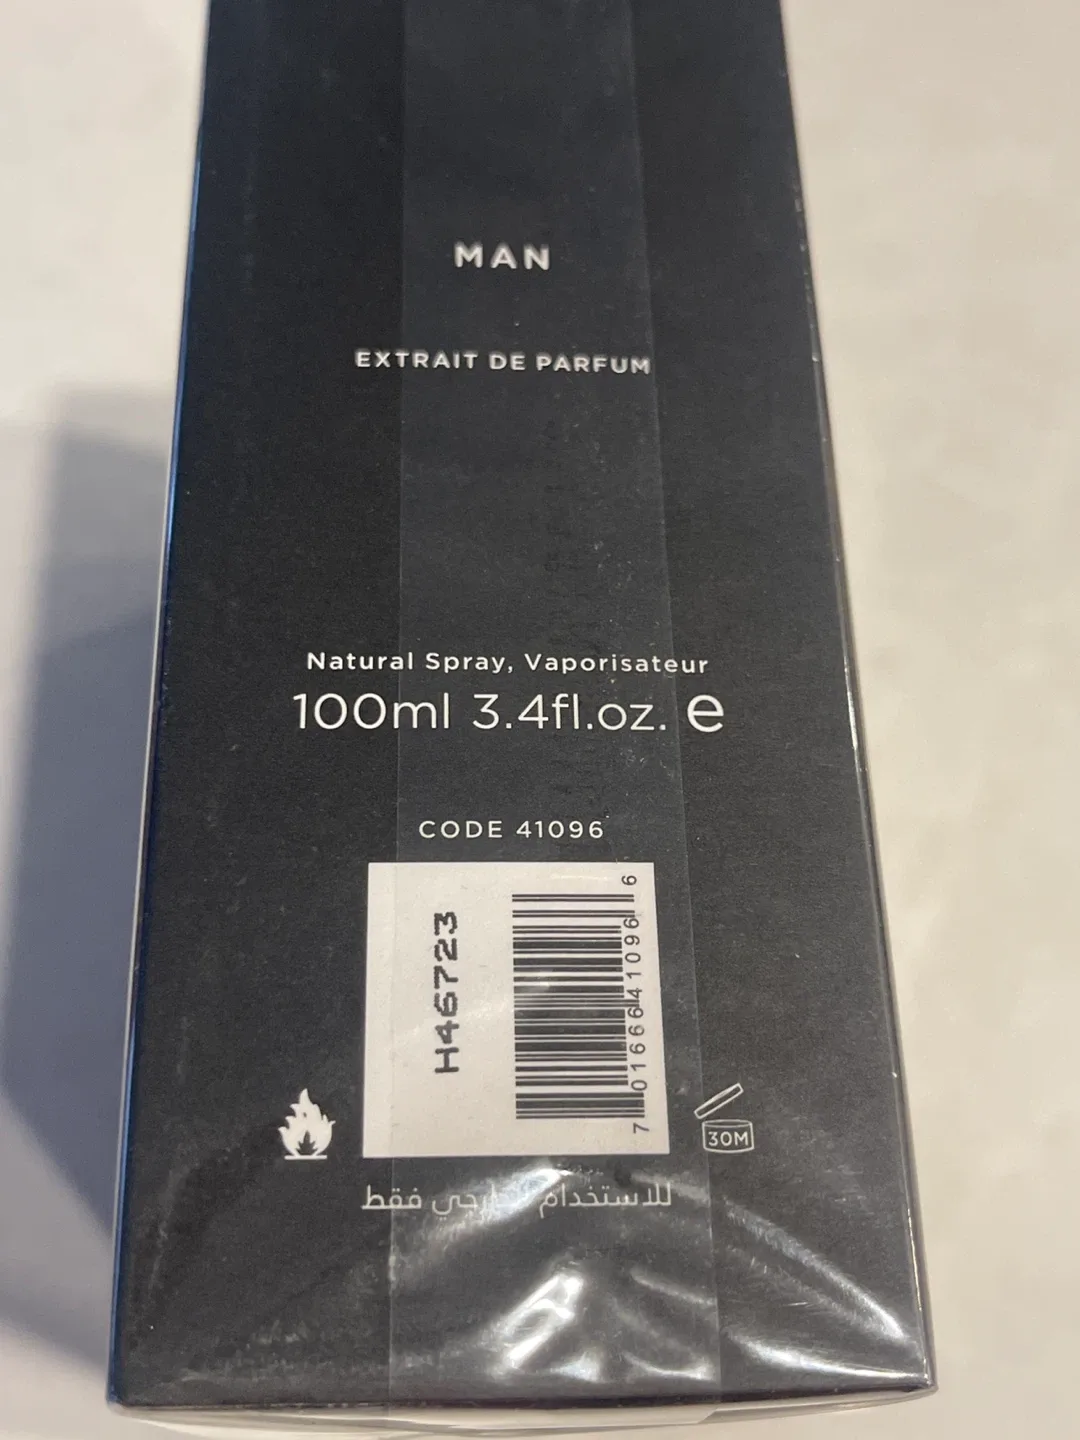 MAN
EXTRAIT DE PARFUM
Natural Spray, Vaporisateur
100ml 3.4fl.oz. e
CODE 41096
H46723
7 01666 41096 6
30M
للاستخدام الخارجي فقط